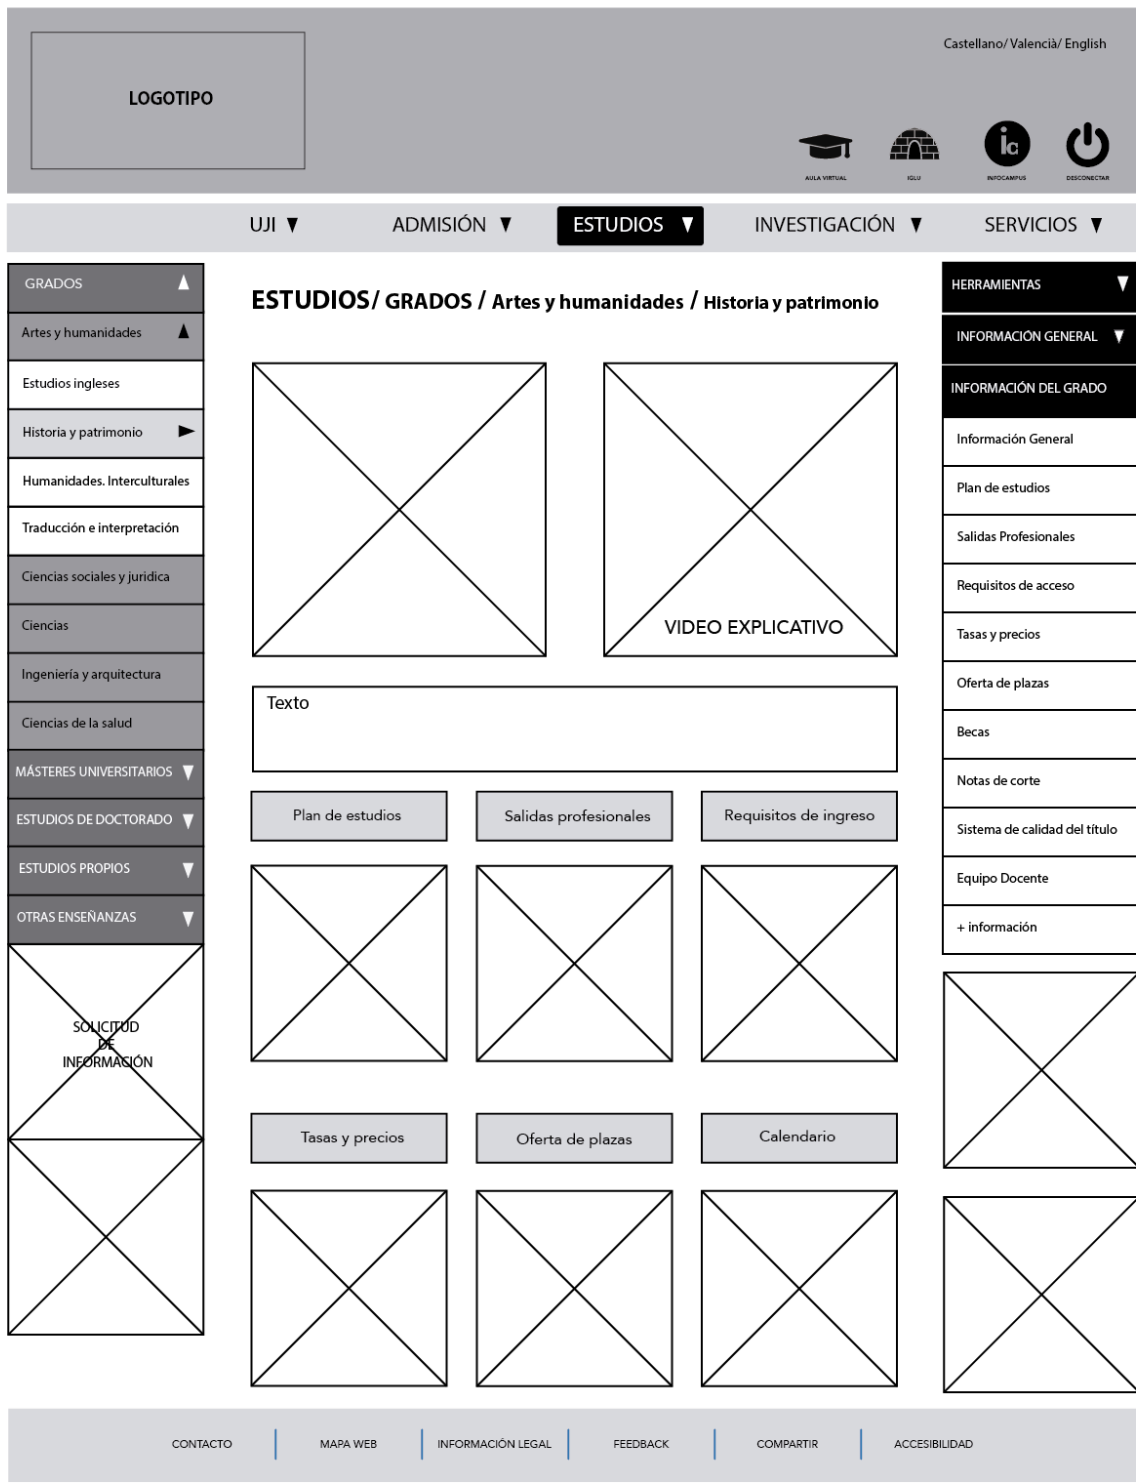 Castellano/ Valencià/ English
LOGOTIPO
ic
AULA VIRTUAL
IGLU
INFOCAMPUS
DESCONECTAR
UJI
ADMISIÓN
ESTUDIOS
INVESTIGACIÓN
SERVICIOS
GRADOS
Artes y humanidades
Estudios ingleses
Historia y patrimonio
Humanidades. Interculturales
Traducción e interpretación
Ciencias sociales y juridica
Ciencias
Ingeniería y arquitectura
Ciencias de la salud
MÁSTERES UNIVERSITARIOS
ESTUDIOS DE DOCTORADO
ESTUDIOS PROPIOS
OTRAS ENSEÑANZAS
SOLICITUD
DE
INFORMACIÓN
ESTUDIOS/ GRADOS / Artes y humanidades / Historia y patrimonio
VIDEO EXPLICATIVO
Texto
Plan de estudios
Salidas profesionales
Requisitos de ingreso
Tasas y precios
Oferta de plazas
Calendario
HERRAMIENTAS
INFORMACIÓN GENERAL
INFORMACIÓN DEL GRADO
Información General
Plan de estudios
Salidas Profesionales
Requisitos de acceso
Tasas y precios
Oferta de plazas
Becas
Notas de corte
Sistema de calidad del título
Equipo Docente
+ información
CONTACTO
MAPA WEB
INFORMACIÓN LEGAL
FEEDBACK
COMPARTIR
ACCESIBILIDAD